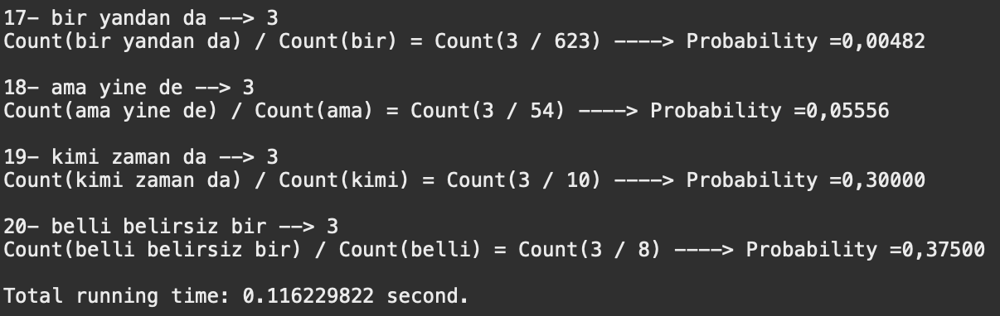 17- bir yandan da --> 3
Count(bir yandan da) / Count(bir) = Count(3 / 623) ----> Probability =0,00482
18- ama yine de --> 3
Count(ama yine de) / Count(ama) = Count(3 / 54) ----> Probability =0,05556
19- kimi zaman da --> 3
Count(kimi zaman da) / Count(kimi) = Count(3 / 10) ----> Probability =0,30000
20- belli belirsiz bir --> 3
Count(belli belirsiz bir) / Count(belli) = Count(3 / 8) ----> Probability =0,37500
Total running time: 0.116229822 second.